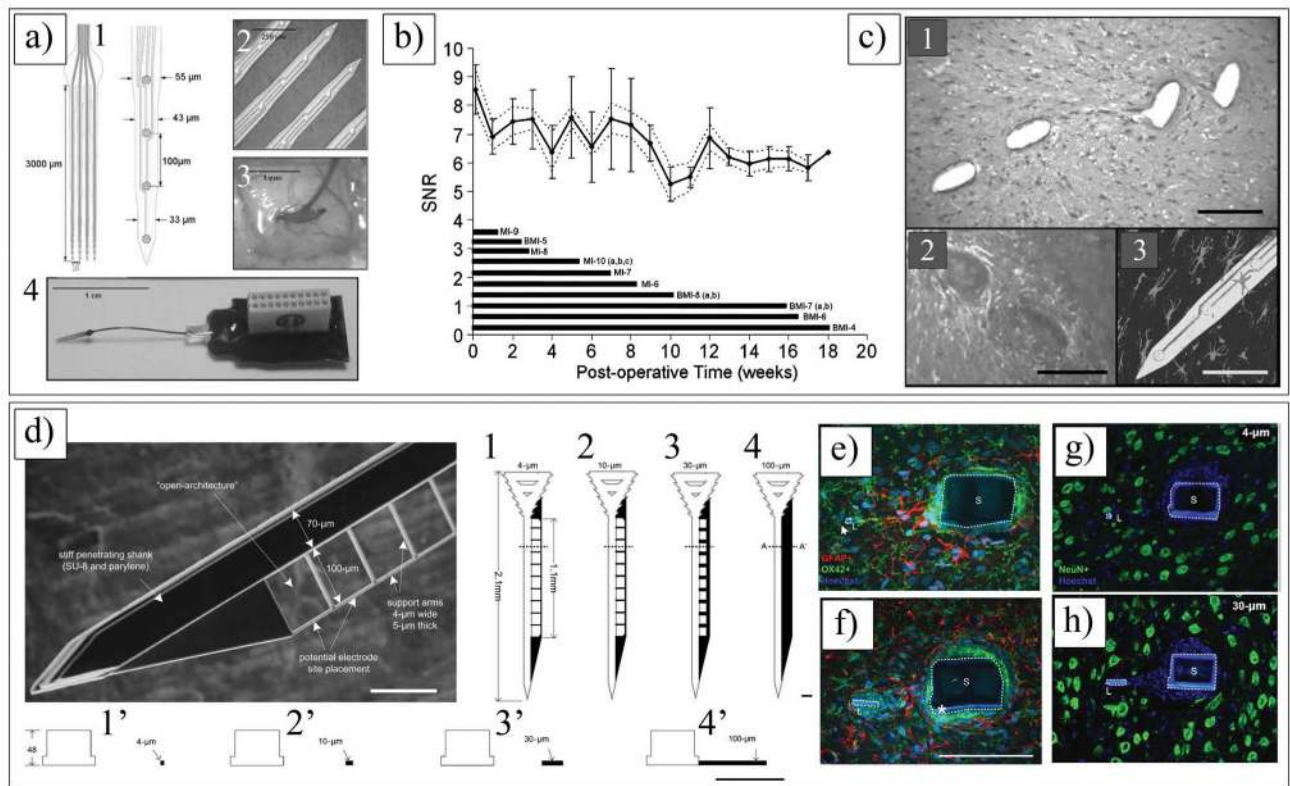 a)
1
55 µm
43 µm
100µm
3000 µm
33 µm
2
3
4
1 cm
b)
SNR
10
9
8
7
6
5
4
3
2
1
0
MI-9
BMI-5
MI-8
MI-10 (a,b,c)
MI-7
MI-6
BMI-8 (a,b)
BMI-7 (a,b)
BMI-6
BMI-4
0 2 4 6 8 10 12 14 16 18 20
Post-operative Time (weeks)
c)
1
2
3
d)
"open-architecture"
70-µm
stiff penetrating shank
(SU-8 and parylene)
100-µm
support arms
4-µm wide
5-µm thick
potential electrode
site placement
1 2 3 4
4-µm 10-µm 30-µm 100-µm
2.1mm
1.1mm
A A'
1' 2' 3' 4'
48
4-µm 10-µm 30-µm 100-µm
e)
S
L
GFAP+
OX42+
Hoechst
f)
S
L
*
g)
4-µm
S
L
NeuN+
Hoechst
h)
30-µm
S
L